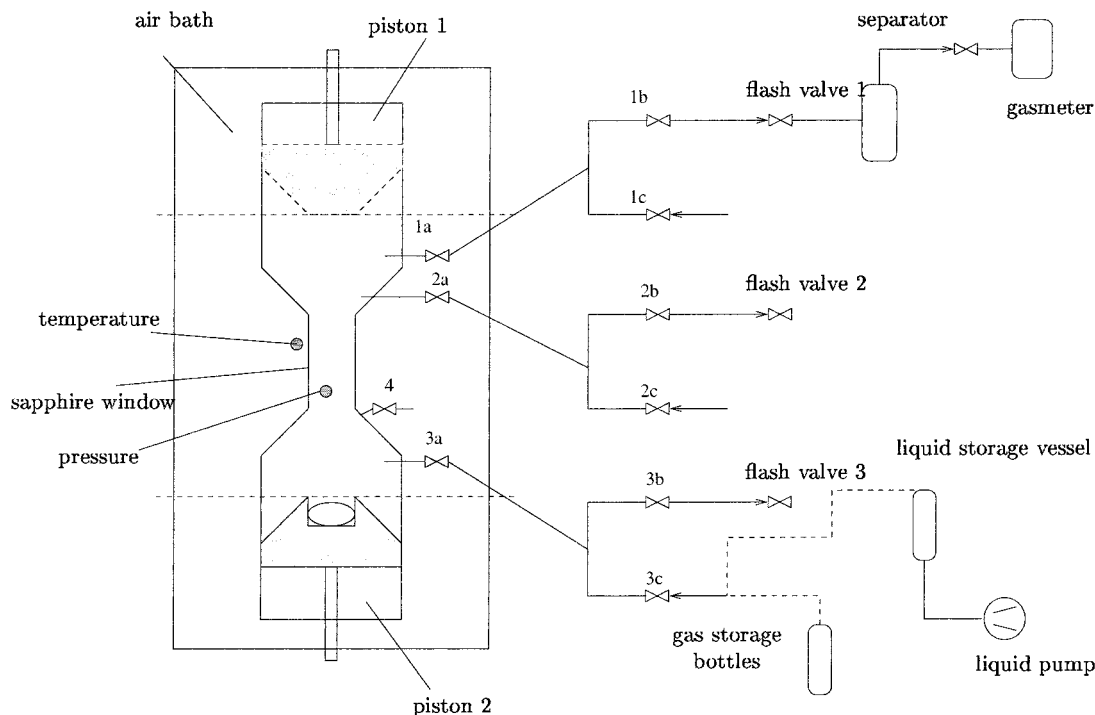 air bath
piston 1
separator
gasmeter
1b
flash valve 1
1c
1a
2a
2b
flash valve 2
2c
temperature
sapphire window
pressure
4
3a
3b
flash valve 3
3c
liquid storage vessel
gas storage
bottles
liquid pump
piston 2